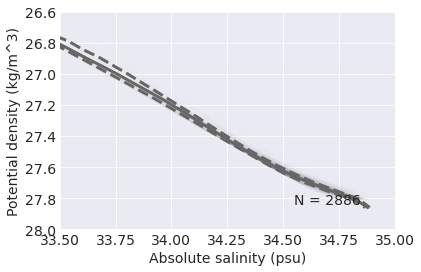 26.6
26.8
27.0
27.2
27.4
27.6
27.8
28.0
Potential density (kg/m^3)
N = 2886
33.50 33.75 34.00 34.25 34.50 34.75 35.00
Absolute salinity (psu)